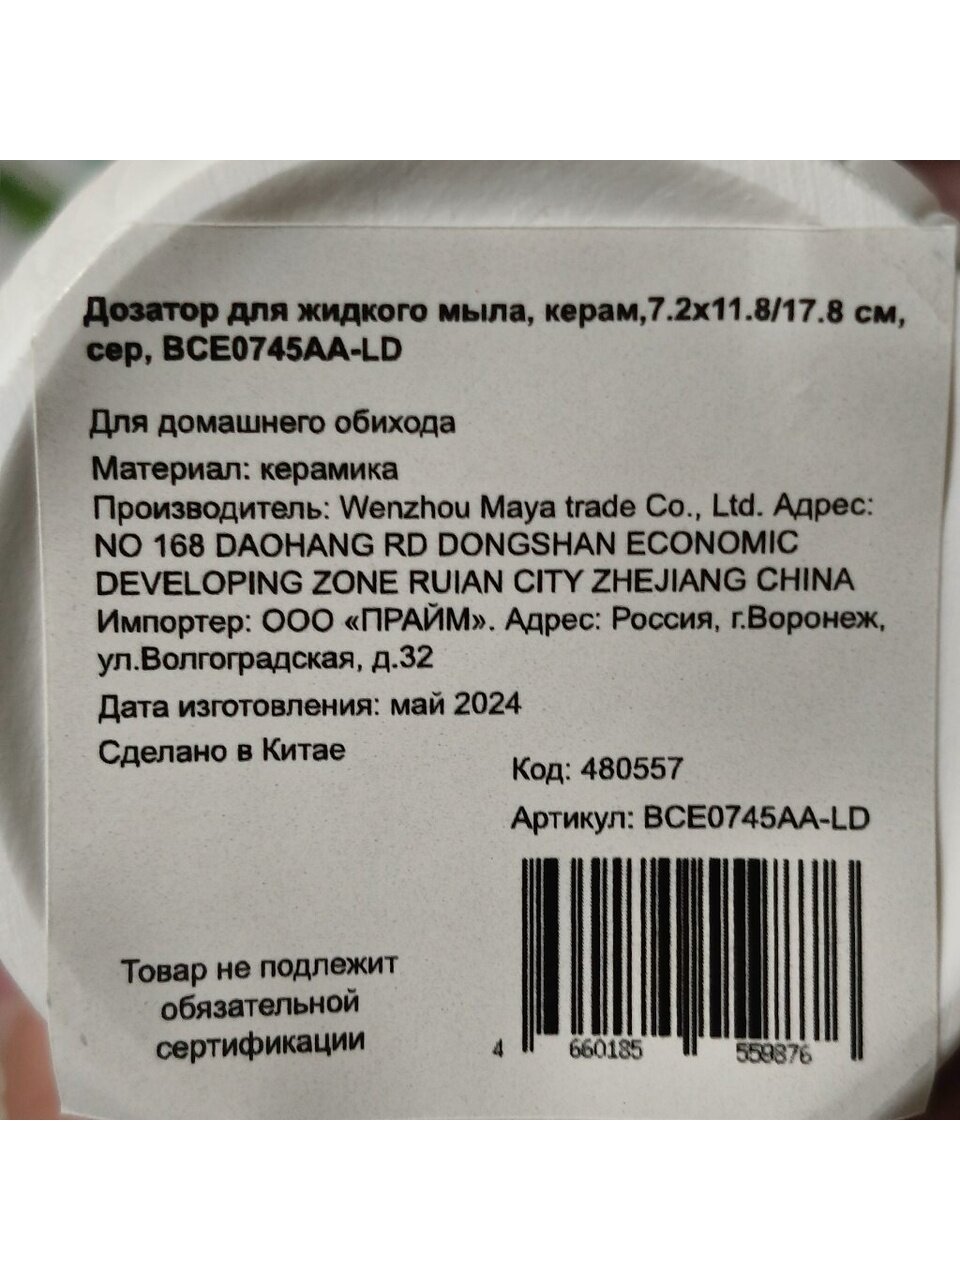 Дозатор для жидкого мыла, керам,7.2х11.8/17.8 см,
сер, BCE0745AA-LD
Для домашнего обихода
Материал: керамика
Производитель: Wenzhou Maya trade Co., Ltd. Адрес:
NO 168 DAOHANG RD DONGSHAN ECONOMIC
DEVELOPING ZONE RUIAN CITY ZHEJIANG CHINA
Импортер: ООО «ПРАЙМ». Адрес: Россия, г.Воронеж,
ул.Волгоградская, д.32
Дата изготовления: май 2024
Сделано в Китае
Код: 480557
Артикул: BCE0745AA-LD
Товар не подлежит
обязательной
сертификации
4 660185 559876